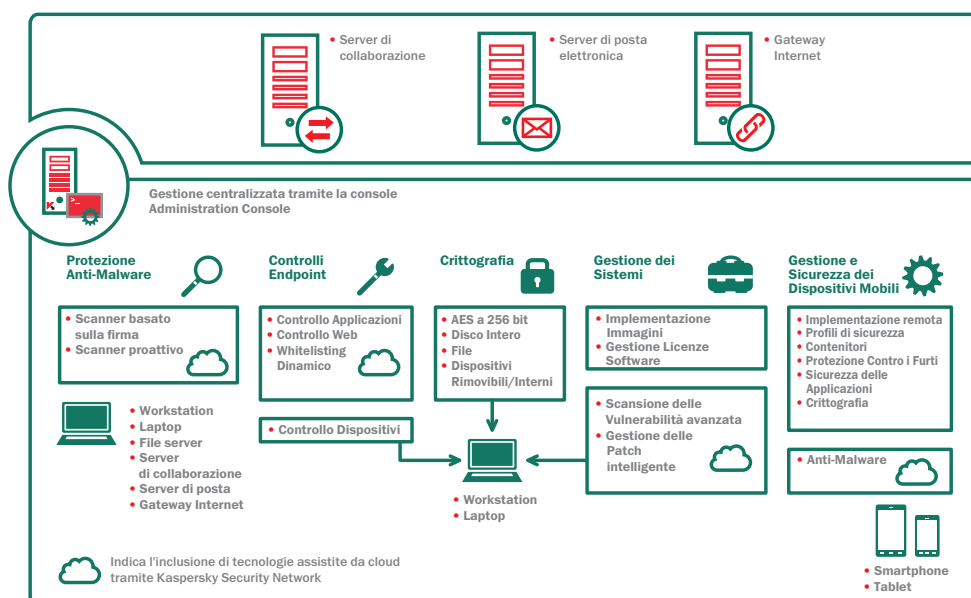 • Server di
collaborazione
• Server di posta
elettronica
• Gateway
Internet
>_
K
Gestione centralizzata tramite la console
Administration Console
Protezione
Anti-Malware
• Scanner basato
sulla firma
• Scanner proattivo
• Workstation
• Laptop
• File server
• Server
di collaborazione
• Server di posta
• Gateway Internet
Controlli
Endpoint
• Controllo Applicazioni
• Controllo Web
• Whitelisting
Dinamico
• Controllo Dispositivi
Crittografia
• AES a 256 bit
• Disco Intero
• File
• Dispositivi
Rimovibili/Interni
• Workstation
• Laptop
Gestione dei
Sistemi
• Implementazione
Immagini
• Gestione Licenze
Software
• Scansione delle
Vulnerabilità avanzata
• Gestione delle
Patch
intelligente
Gestione e
Sicurezza dei
Dispositivi Mobili
• Implementazione remota
• Profili di sicurezza
• Contenitori
• Protezione Contro i Furti
• Sicurezza delle
Applicazioni
• Crittografia
• Anti-Malware
• Smartphone
• Tablet
Indica l'inclusione di tecnologie assistite da cloud
tramite Kaspersky Security Network